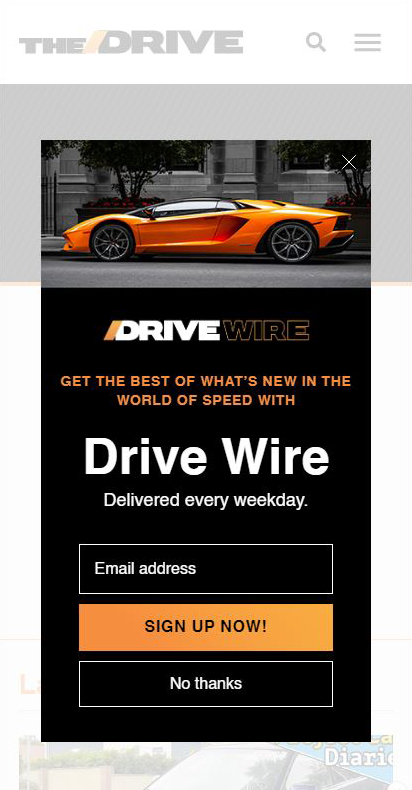 THE DRIVE
DRIVE WIRE
GET THE BEST OF WHAT'S NEW IN THE
WORLD OF SPEED WITH
Drive Wire
Delivered every weekday.
Email address
SIGN UP NOW!
No thanks
Diarie